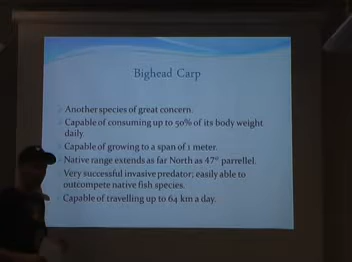 Bighead Carp
Another species of great concern.
Capable of consuming up to 50% of its body weight
daily.
Capable of growing to a span of 1 meter.
Native range extends as far North as 47° parrellel.
Very successful invasive predator; easily able to
outcompete native fish species.
Capable of travelling up to 64 km a day.